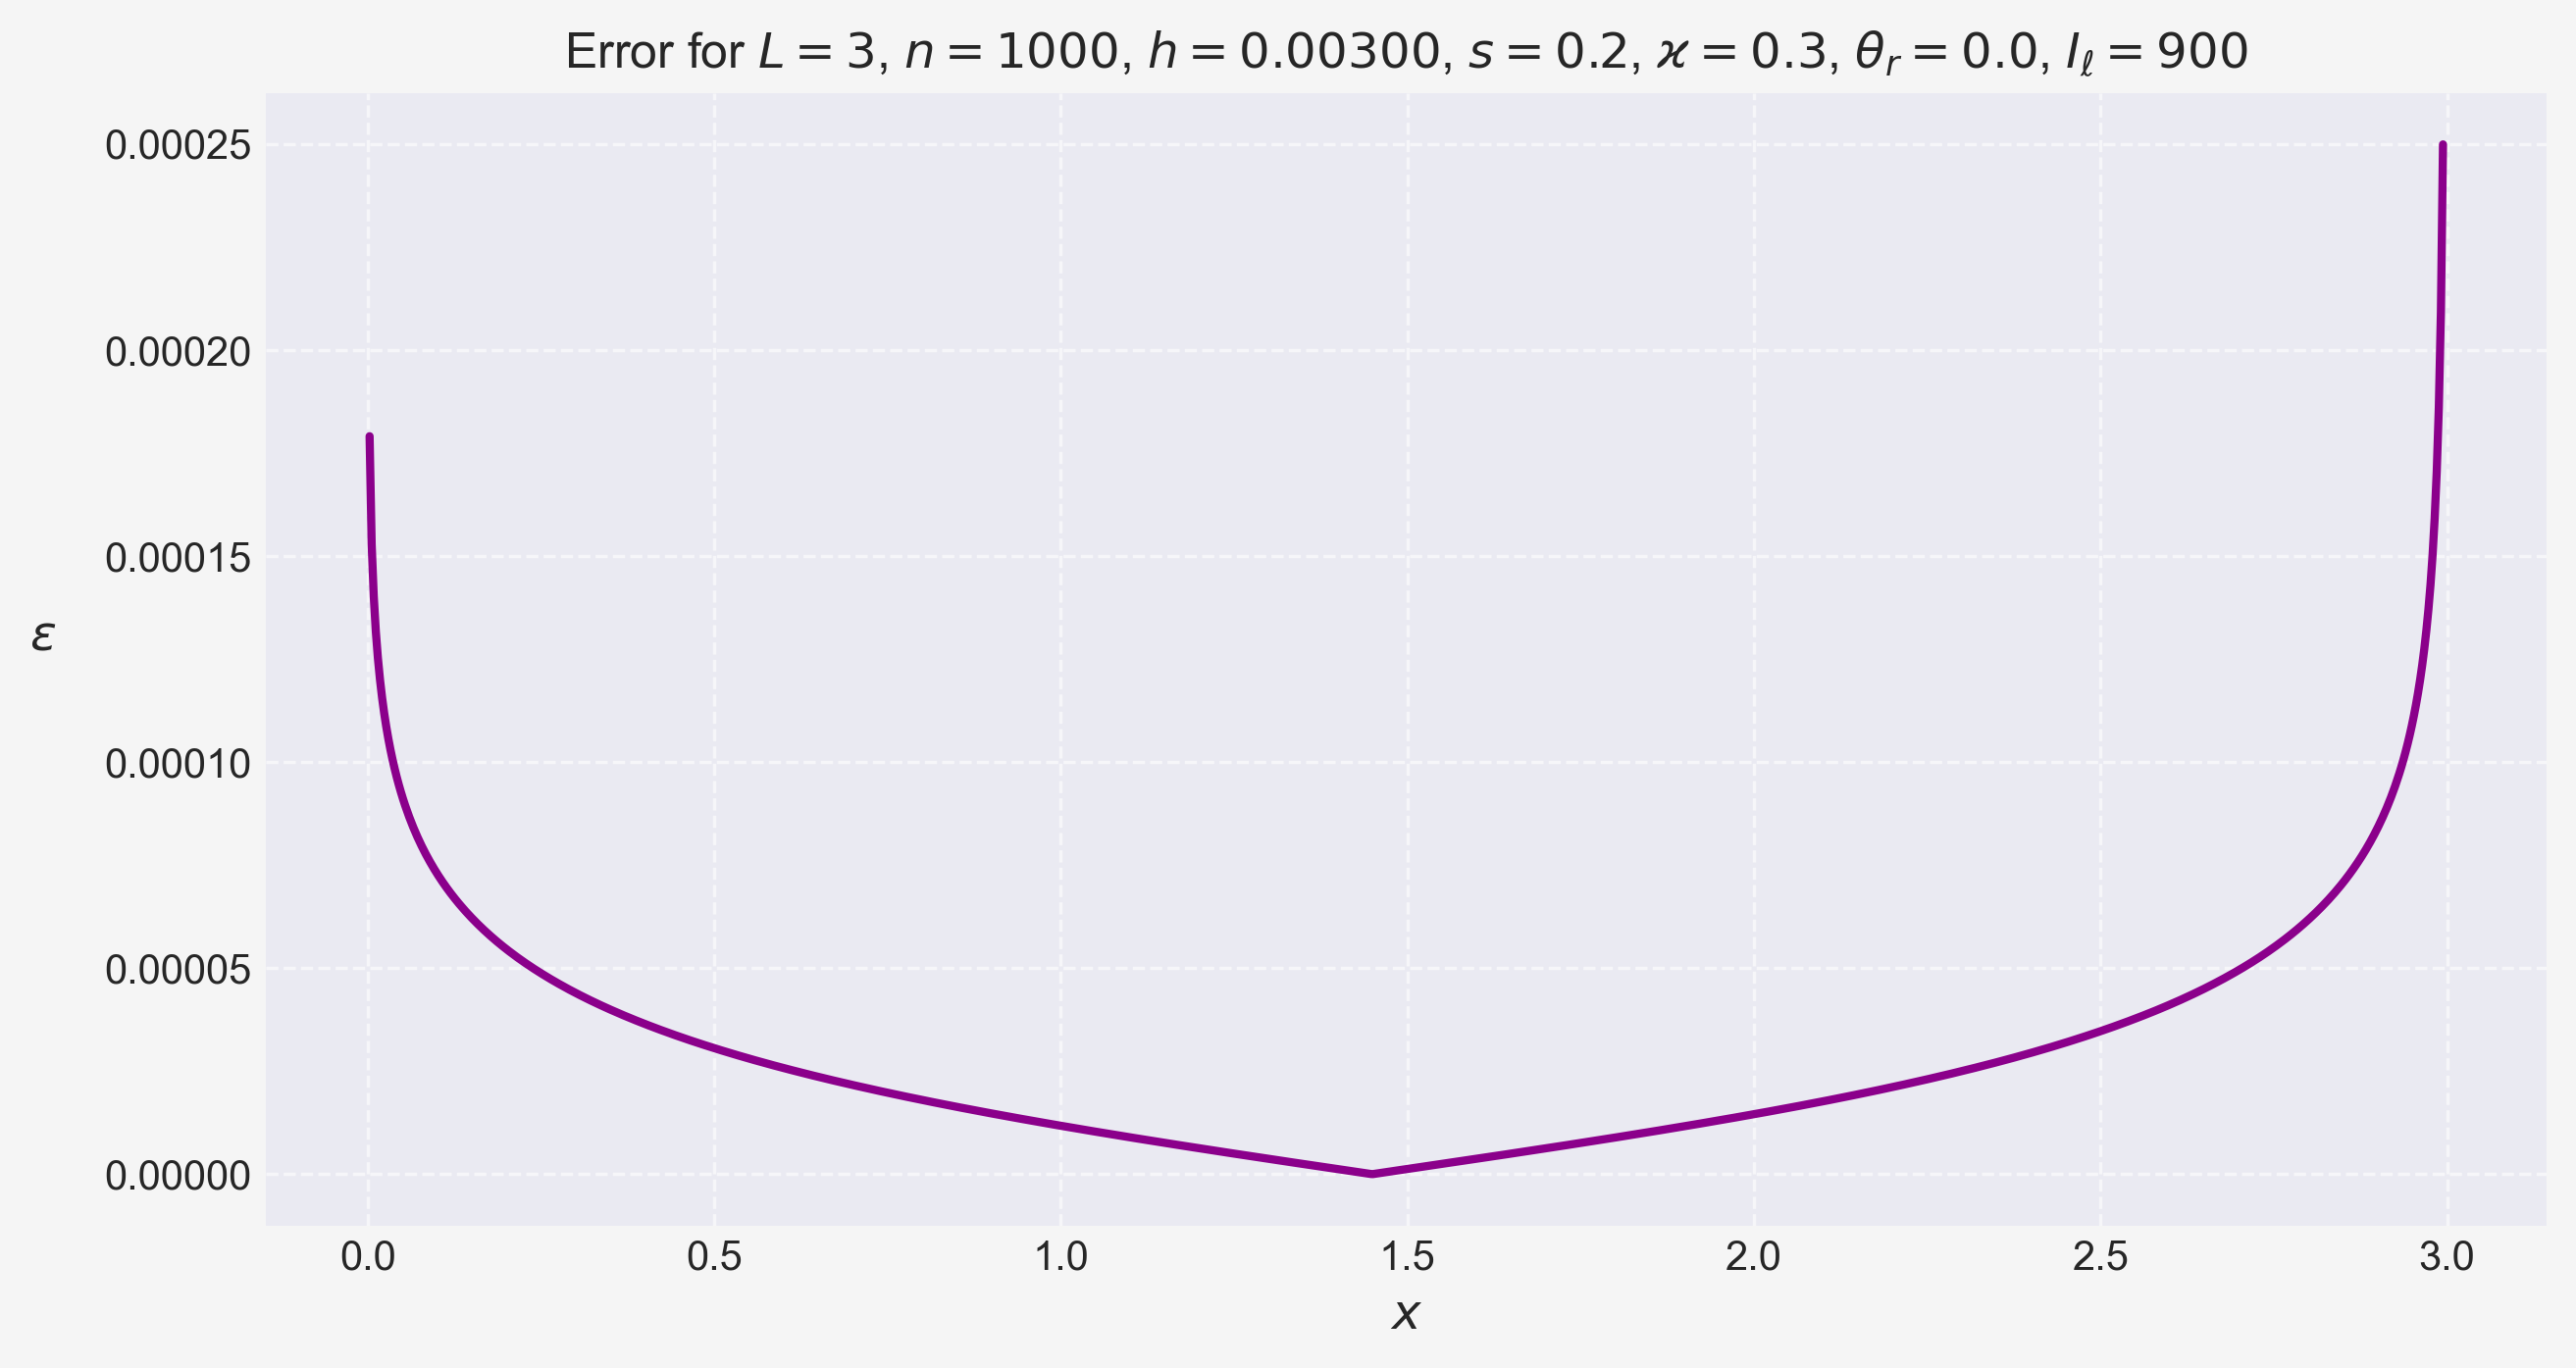 Error for L = 3, n = 1000, h = 0.00300, s = 0.2, ϰ = 0.3, θ_r = 0.0, I_ℓ = 900
0.00025
0.00020
0.00015
ε
0.00010
0.00005
0.00000
0.0 0.5 1.0 1.5 2.0 2.5 3.0
x